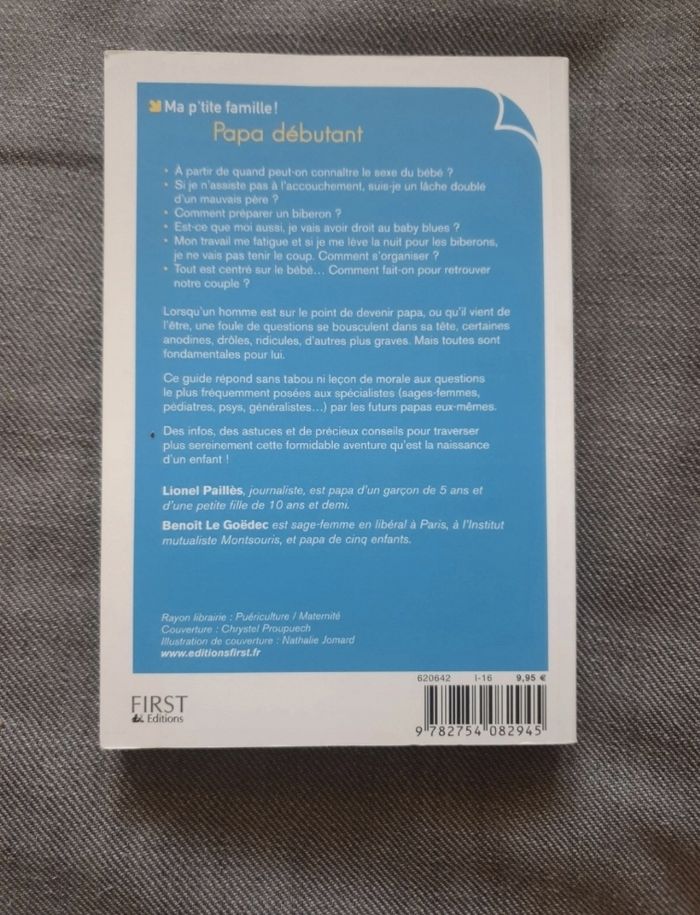 Ma p'tite famille!
Papa débutant
• À partir de quand peut-on connaître le sexe du bébé ?
• Si je n'assiste pas à l'accouchement, suis-je un lâche doublé
d'un mauvais père ?
• Comment préparer un biberon ?
• Est-ce que moi aussi, je vais avoir droit au baby blues ?
• Mon travail me fatigue et si je me lève la nuit pour les biberons,
je ne vais pas tenir le coup. Comment s'organiser ?
• Tout est centré sur le bébé... Comment fait-on pour retrouver
notre couple ?
Lorsqu'un homme est sur le point de devenir papa, ou qu'il vient de
l'être, une foule de questions se bousculent dans sa tête, certaines
anodines, drôles, ridicules, d'autres plus graves. Mais toutes sont
fondamentales pour lui.
Ce guide répond sans tabou ni leçon de morale aux questions
le plus fréquemment posées aux spécialistes (sages-femmes,
pédiatres, psys, généralistes...) par les futurs papas eux-mêmes.
Des infos, des astuces et de précieux conseils pour traverser
plus sereinement cette formidable aventure qu'est la naissance
d'un enfant !
Lionel Paillès, journaliste, est papa d'un garçon de 5 ans et
d'une petite fille de 10 ans et demi.
Benoît Le Goëdec est sage-femme en libéral à Paris, à l'Institut
mutualiste Montsouris, et papa de cinq enfants.
Rayon librairie : Puériculture / Maternité
Couverture : Chrystel Proupuech
Illustration de couverture : Nathalie Jomard
www.editionsfirst.fr
620642 I-16 9,95 €
FIRST
Editions
9 782754 082945